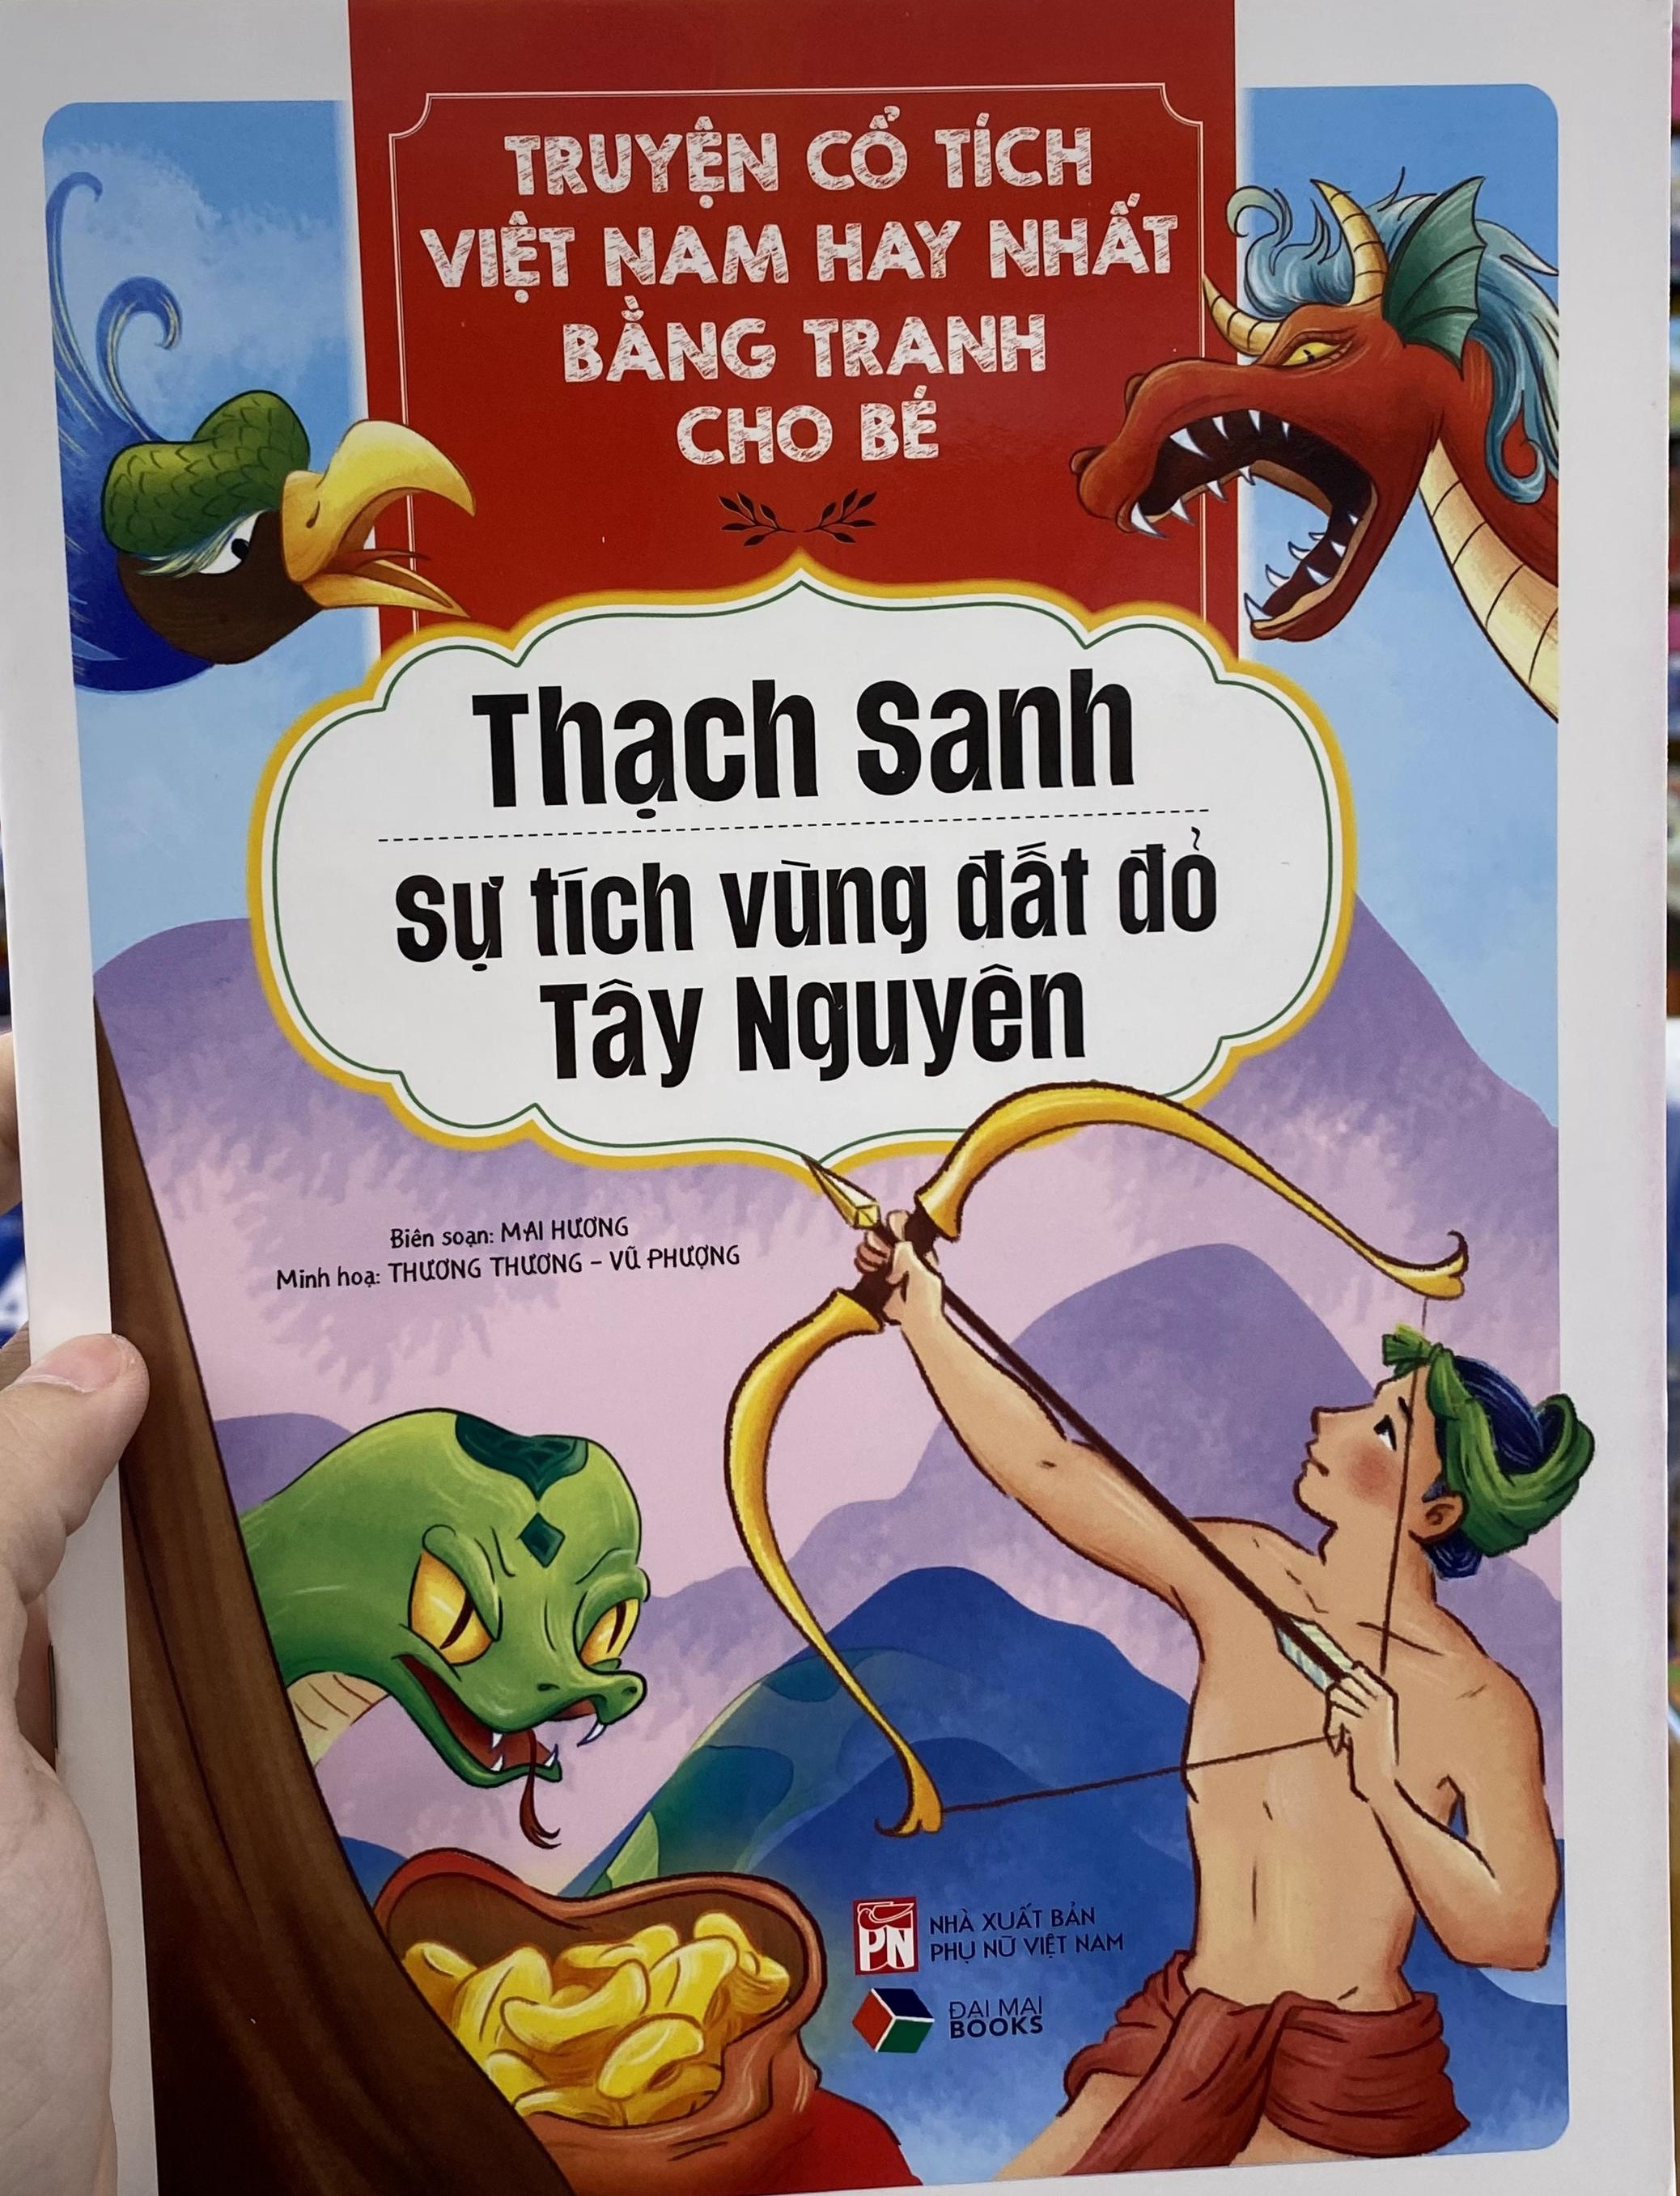 TRUYỆN CỔ TÍCH
VIỆT NAM HAY NHẤT
BẰNG TRANH
CHO BÉ
Thạch Sanh
Sự tích vùng đất đỏ
Tây Nguyên
Biên soạn: MAI HƯƠNG
Minh hoạ: THƯƠNG THƯƠNG – VŨ PHƯỢNG
PN
NHÀ XUẤT BẢN
PHỤ NỮ VIỆT NAM
ĐẠI MAI
BOOKS